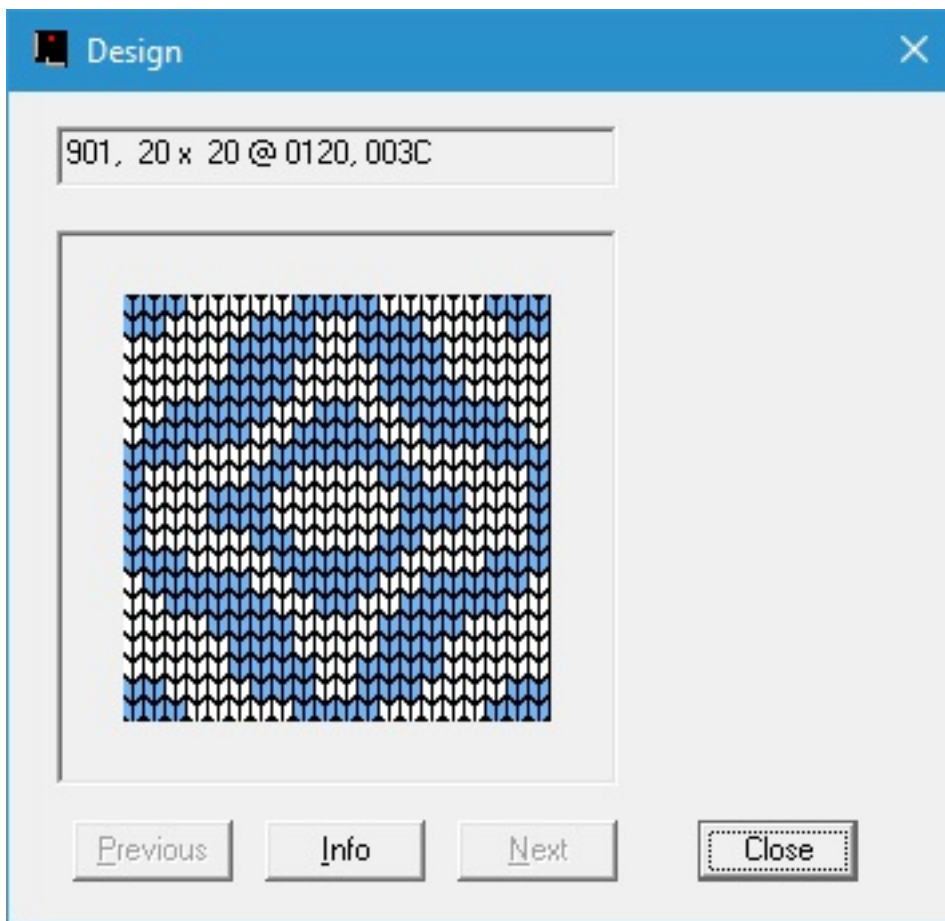 Design
901,  20 x  20 @ 0120, 003C
Previous
Info
Next
Close